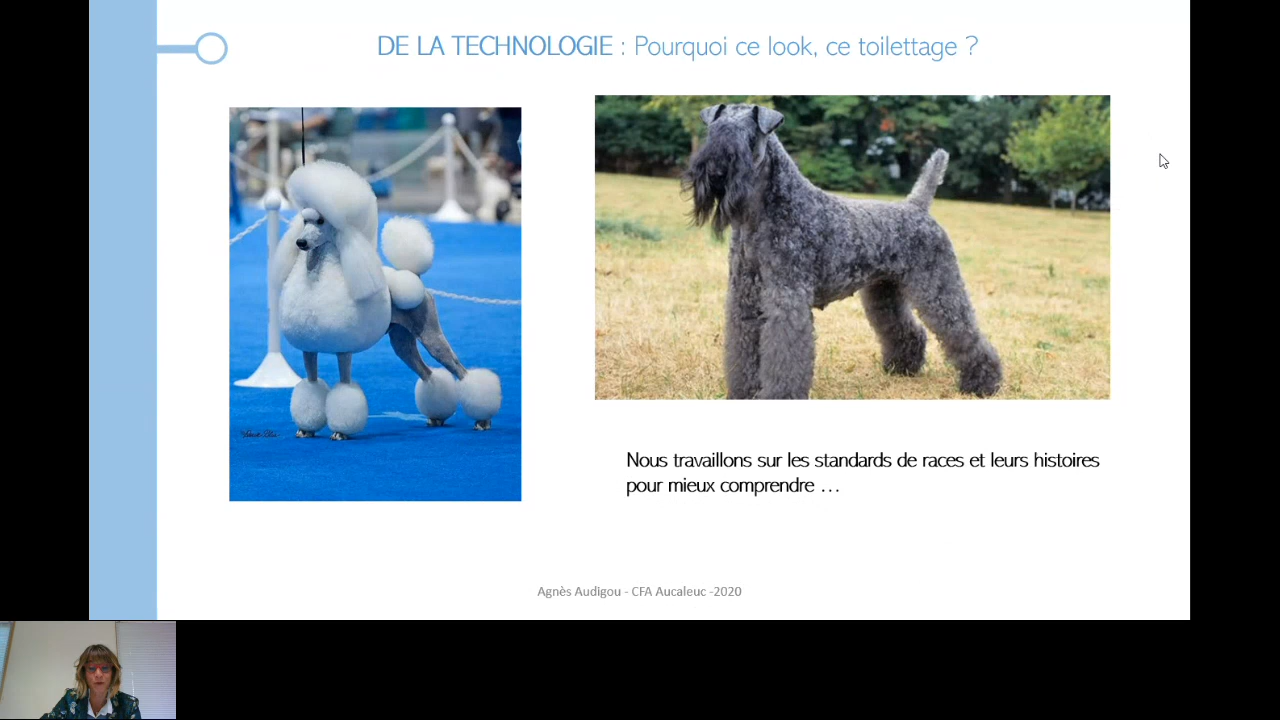 DE LA TECHNOLOGIE : Pourquoi ce look, ce toilettage ?
Nous travaillons sur les standards de races et leurs histoires
pour mieux comprendre …
Agnès Audigou - CFA Aucaleuc -2020